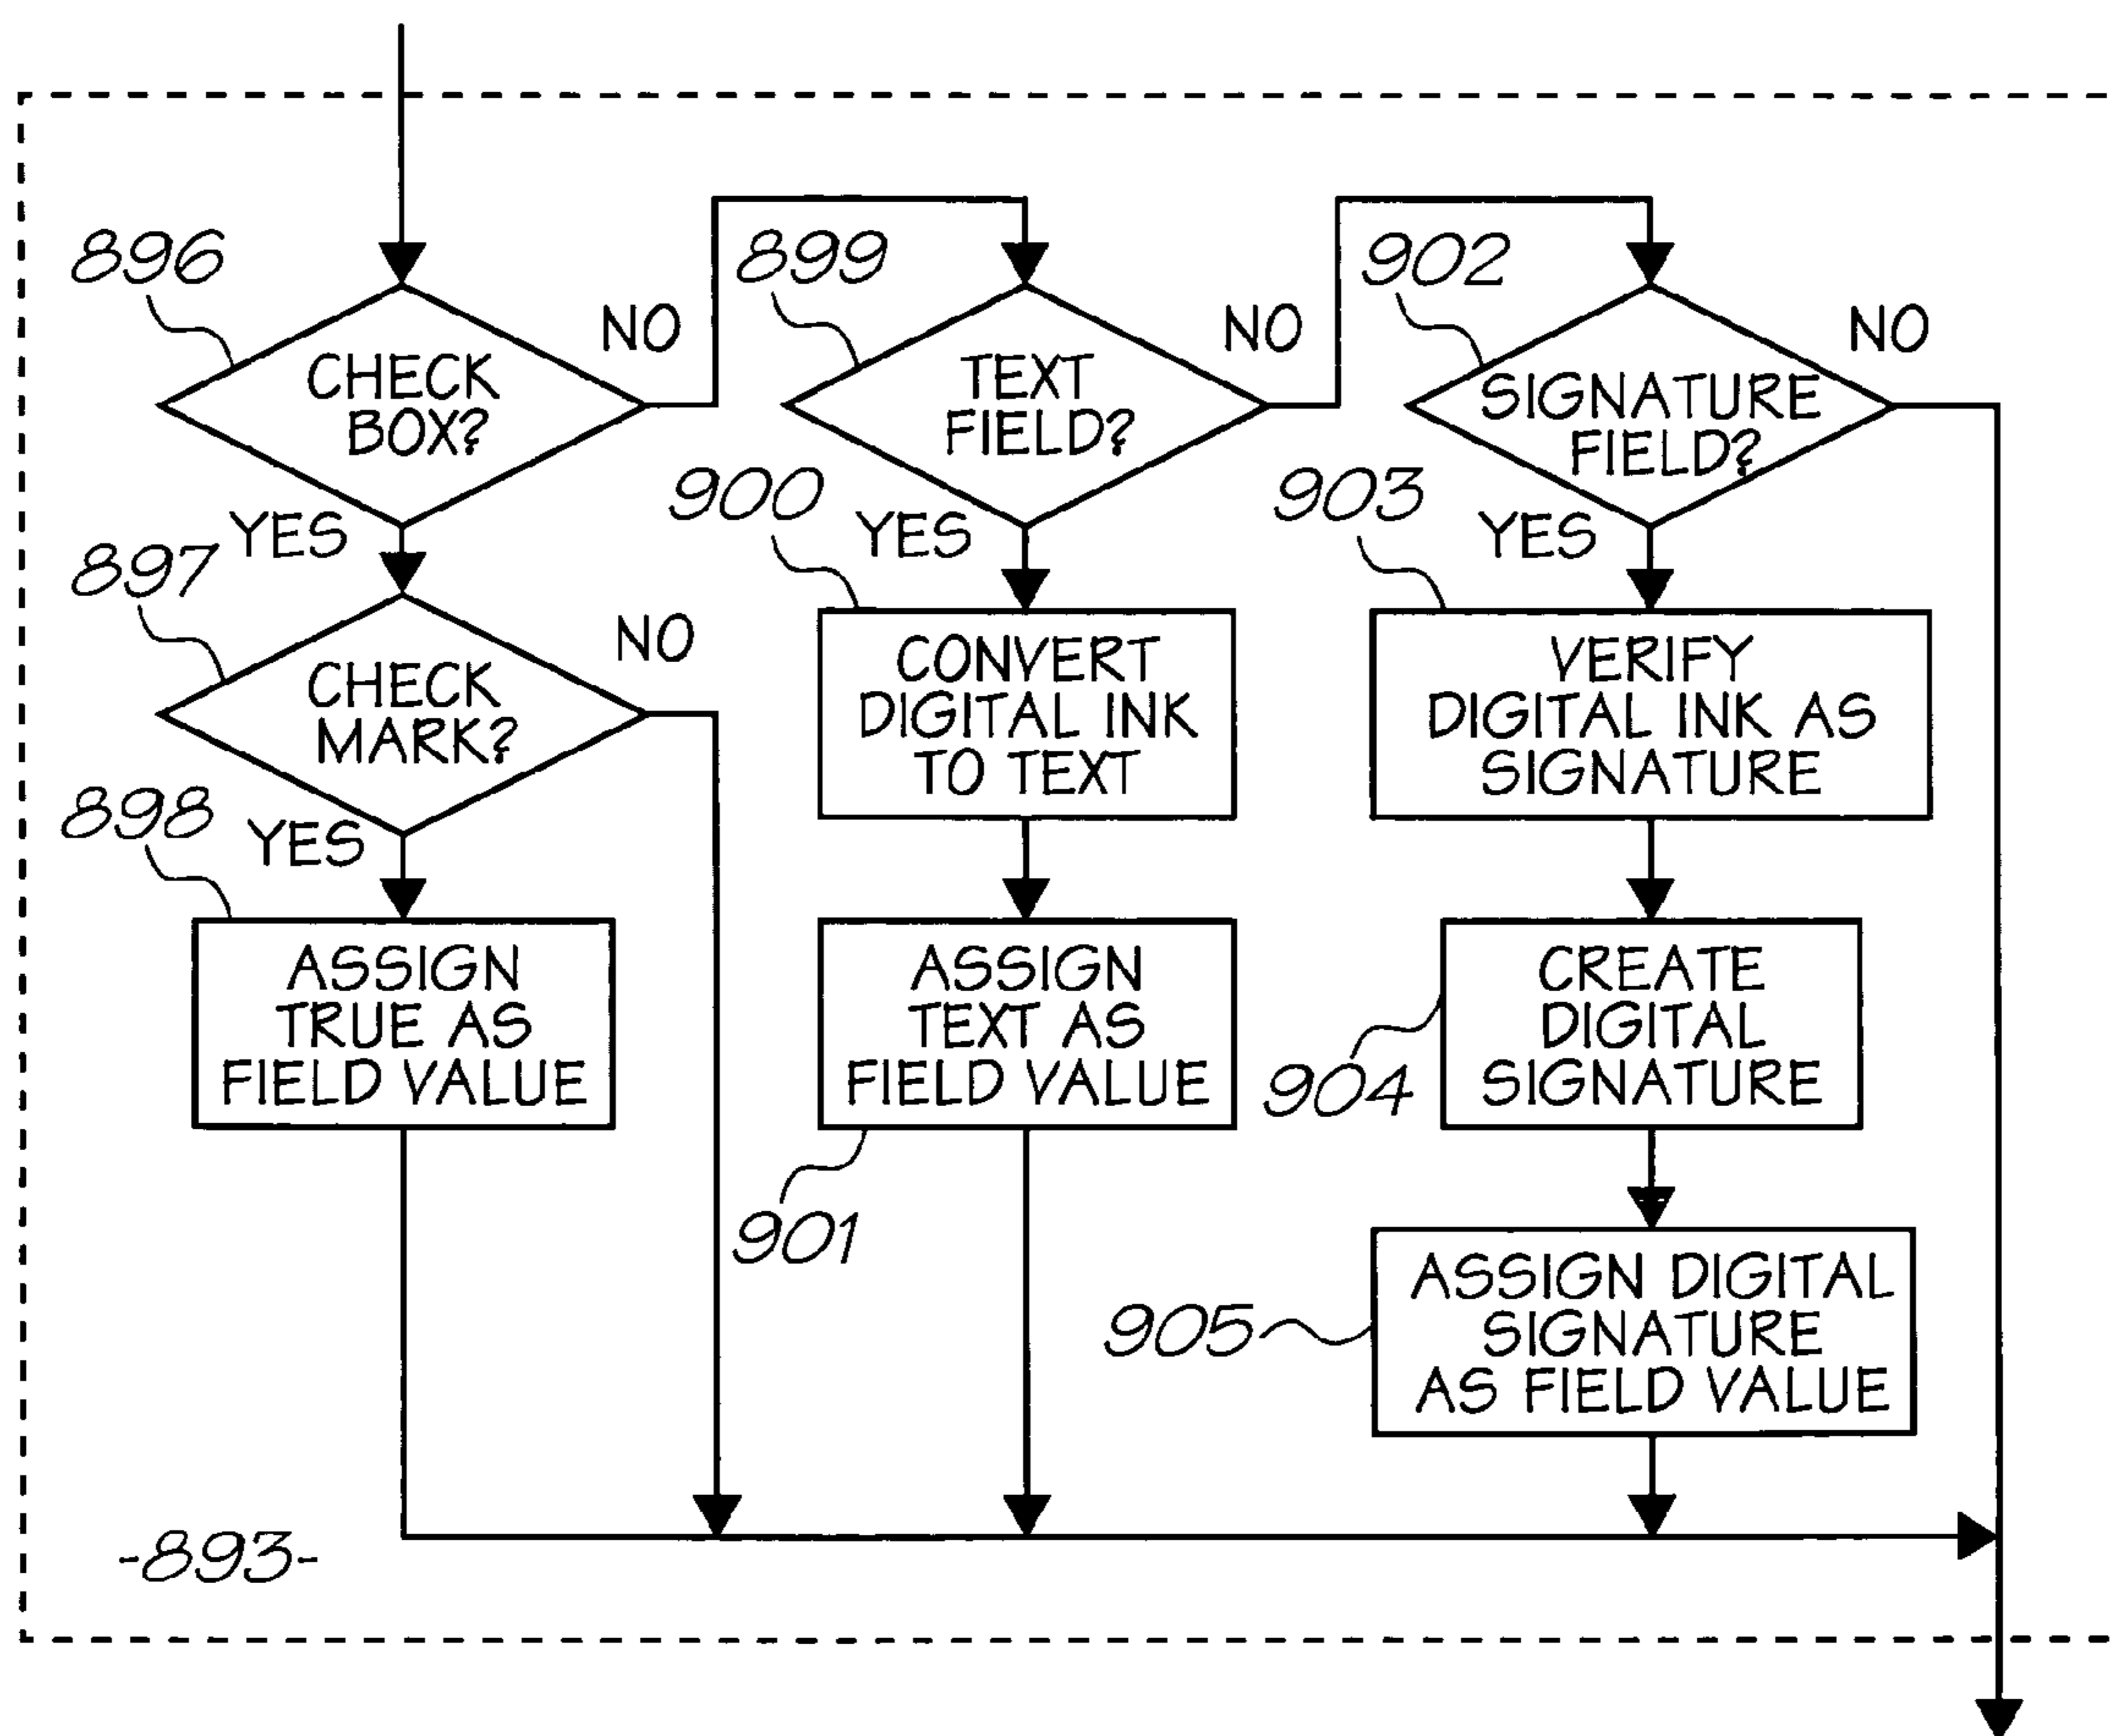 896
CHECK
BOX?
NO
YES
897
CHECK
MARK?
NO
YES
898
ASSIGN
TRUE AS
FIELD VALUE
899
TEXT
FIELD?
NO
YES
900
CONVERT
DIGITAL INK
TO TEXT
ASSIGN
TEXT AS
FIELD VALUE
901
902
SIGNATURE
FIELD?
NO
YES
903
VERIFY
DIGITAL INK AS
SIGNATURE
CREATE
DIGITAL
SIGNATURE
904
ASSIGN DIGITAL
SIGNATURE
AS FIELD VALUE
905
-893-